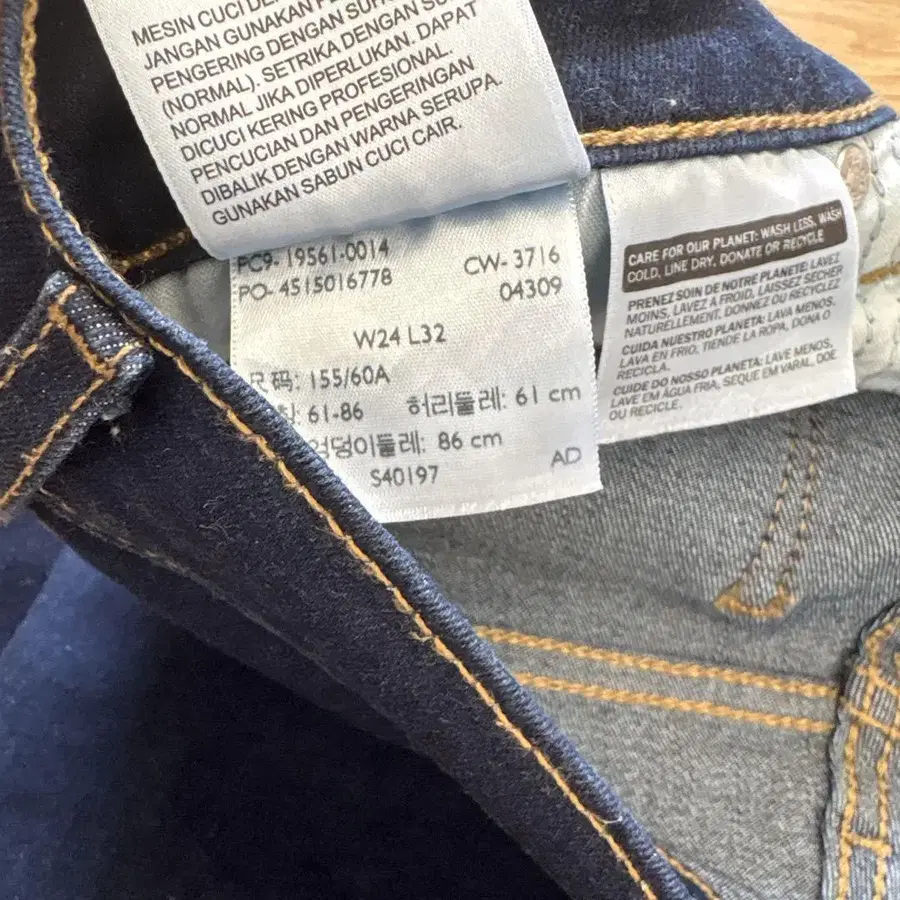 MESIN CUCI
JANGAN GUNAKAN
PENGERING DENGAN
(NORMAL). SETRIKA DENGAN
NORMAL JIKA DIPERLUKAN. DAPAT
DICUCI KERING PROFESIONAL.
PENCUCIAN DAN PENGERINGAN
DIBALIK DENGAN WARNA SERUPA.
GUNAKAN SABUN CUCI CAIR.
PC9- 19561-0014
PO- 4515016778
CW- 3716
04309
W24 L32
尺码: 155/60A
61-86 허리둘레: 61 cm
엉덩이둘레: 86 cm
S40197
AD
CARE FOR OUR PLANET: WASH LESS, WASH
COLD, LINE DRY, DONATE OR RECYCLE
PRENEZ SOIN DE NOTRE PLANETE: LAVEZ
MOINS, LAVEZ A FROID, LAISSEZ SÉCHER
NATURELLEMENT, DONNEZ OU RECYCLEZ
CUIDA NUESTRO PLANETA: LAVA MENOS,
LAVA EN FRIO, TIENDE LA ROPA, DONA O
RECICLA.
CUIDE DO NOSSO PLANETA: LAVE MENOS,
LAVE EM ÁGUA FRIA, SEQUE EM VARAL, DOE
OU RECICLE.